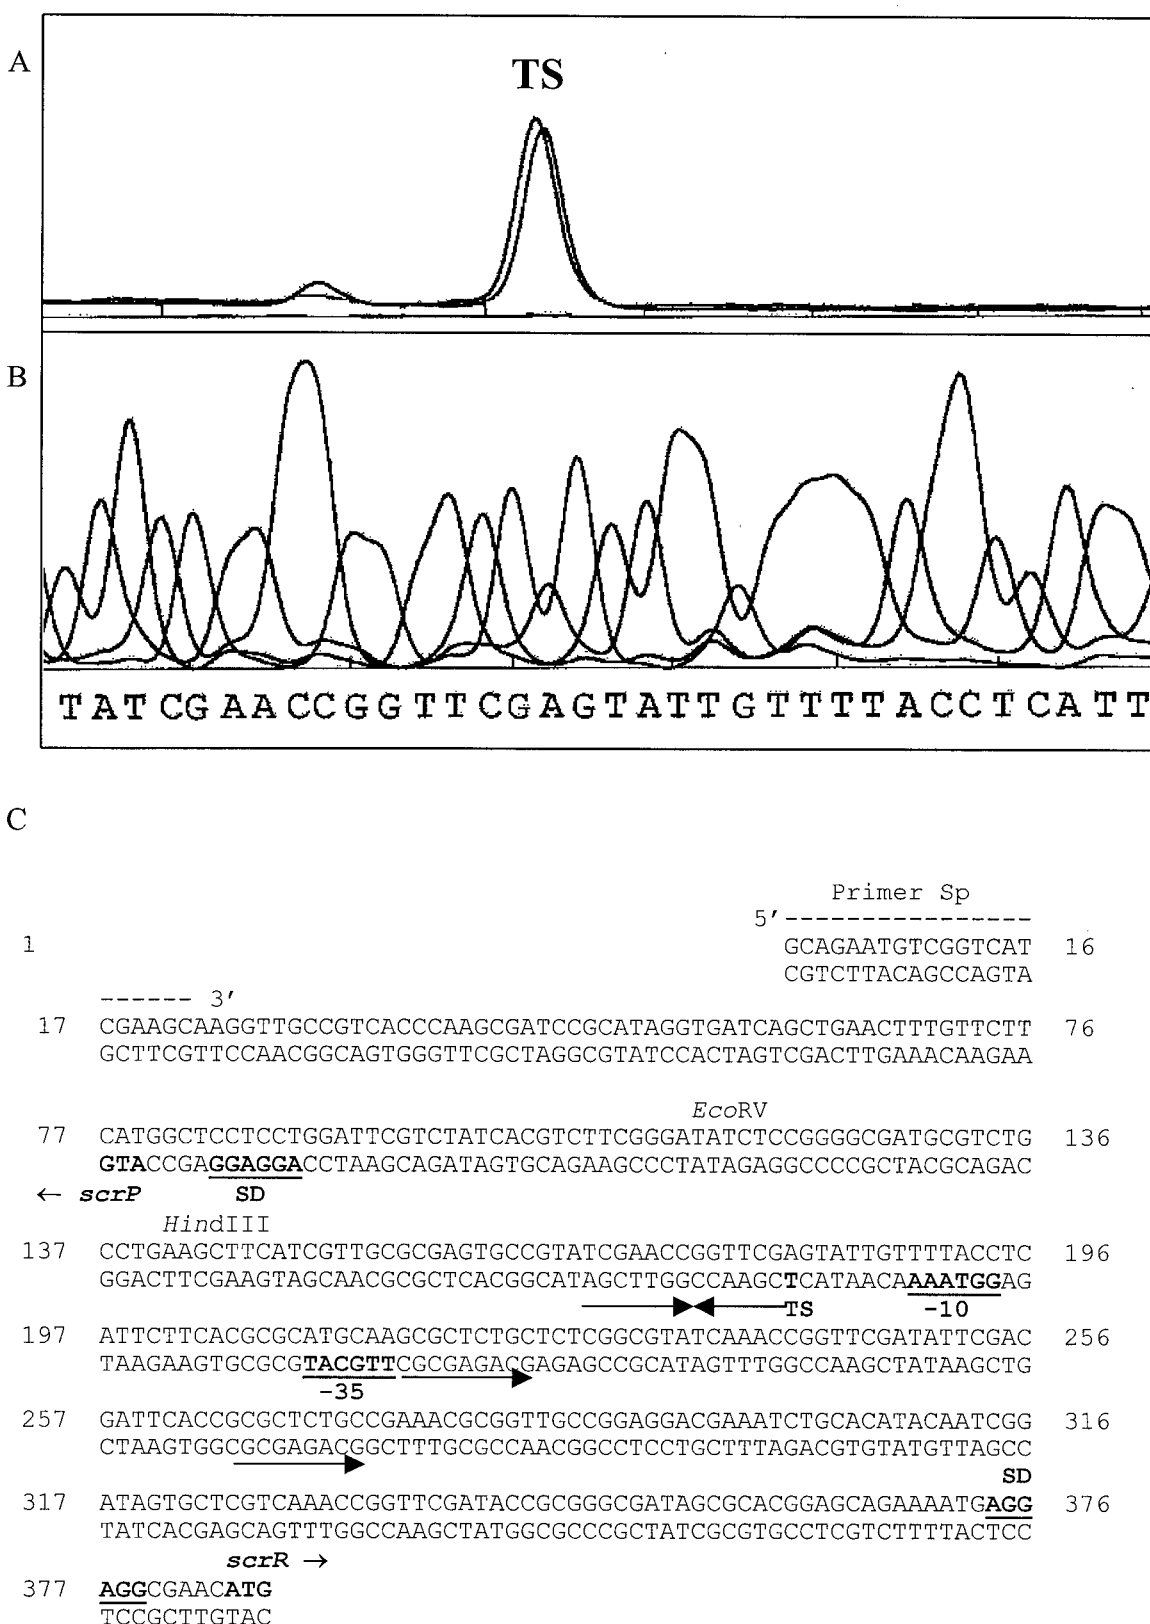 A
TS
B
TATCGAACCGGTTCGAGTATTGTTTTACCTCATT
C
Primer Sp
5'----------------
1 GCAGAATGTCGGTCAT 16
CGTCTTACAGCCAGTA
------ 3'
17 CGAAGCAAGGTTGCCGTCACCCAAGCGATCCGCATAGGTGATCAGCTGAACTTTGTTCTT 76
GCTTCGTTCCAACGGCAGTGGGTTCGCTAGGCGTATCCACTAGTCGACTTGAAACAAGAA
EcoRV
77 CATGGCTCCTCCTGGATTCGTCTATCACGTCTTCGGGATATCTCCGGGGCGATGCGTCTG 136
GTACCGAGGAGGACCTAAGCAGATAGTGCAGAAGCCCTATAGAGGCCCCGCTACGCAGAC
← scrP SD
HindIII
137 CCTGAAGCTTCATCGTTGCGCGAGTGCCGTATCGAACCGGTTCGAGTATTGTTTTACCTC 196
GGACTTCGAAGTAGCAACGCGCTCACGGCATAGCTTGGCCAAGCTCATAACAAAATGGAG
TS -10
197 ATTCTTCACGCGCATGCAAGCGCTCTGCTCTCGGCGTATCAAACCGGTTCGATATTCGAC 256
TAAGAAGTGCGCGTACGTTCGCGAGACGAGAGCCGCATAGTTTGGCCAAGCTATAAGCTG
-35
257 GATTCACCGCGCTCTGCCGAAACGCGGTTGCCGGAGGACGAAATCTGCACATACAATCGG 316
CTAAGTGGCGCGAGACGGCTTTGCGCCAACGGCCTCCTGCTTTAGACGTGTATGTTAGCC
SD
317 ATAGTGCTCGTCAAACCGGTTCGATACCGCGGGCGATAGCGCACGGAGCAGAAAATGAGG 376
TATCACGAGCAGTTTGGCCAAGCTATGGCGCCCGCTATCGCGTGCCTCGTCTTTTACTCC
scrR →
377 AGGCGAACATG
TCCGCTTGTAC